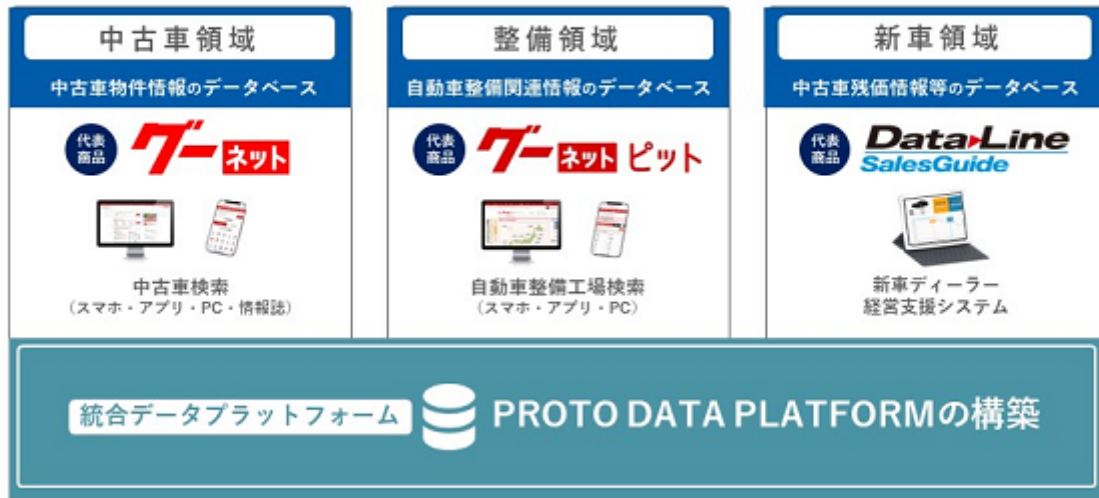 中古車領域
中古車物件情報のデータベース
代表
商品
グーネット
中古車検索
(スマホ・アプリ・PC・情報誌)
整備領域
自動車整備関連情報のデータベース
代表
商品
グーネットピット
自動車整備工場検索
(スマホ・アプリ・PC)
新車領域
中古車残価情報等のデータベース
代表
商品
Data Line
SalesGuide
新車ディーラー
経営支援システム
統合データプラットフォーム PROTO DATA PLATFORMの構築